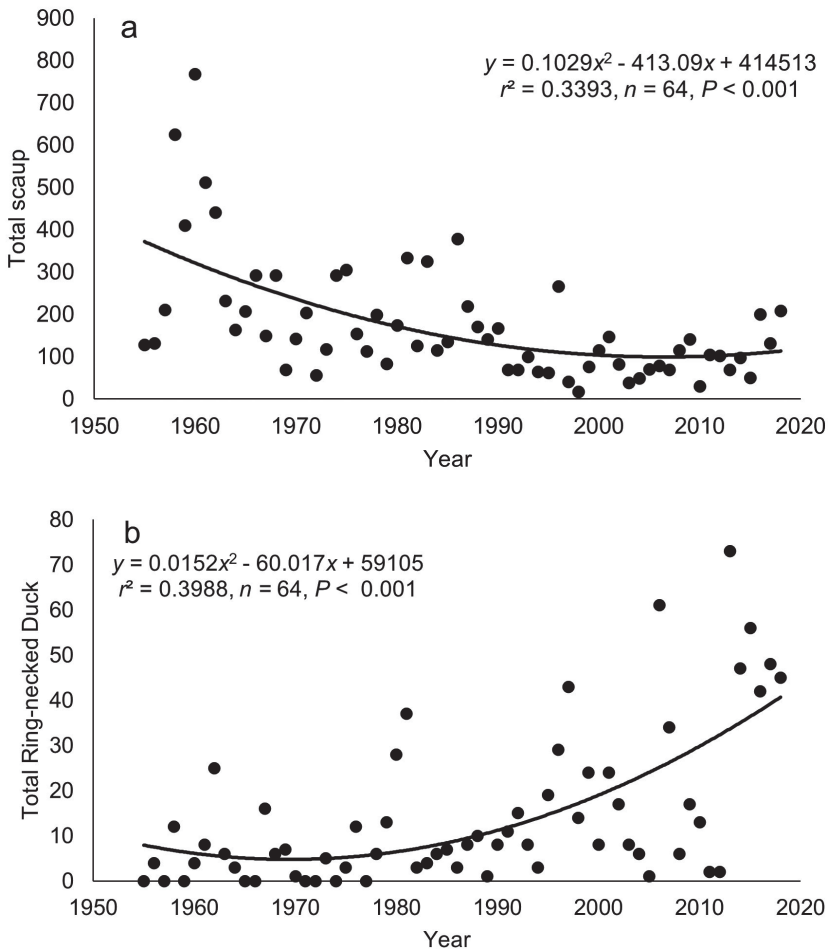 a
y = 0.1029x² - 413.09x + 414513
r² = 0.3393, n = 64, P < 0.001
Total scaup
900
800
700
600
500
400
300
200
100
0
1950 1960 1970 1980 1990 2000 2010 2020
Year
b
y = 0.0152x² - 60.017x + 59105
r² = 0.3988, n = 64, P < 0.001
Total Ring-necked Duck
80
70
60
50
40
30
20
10
0
1950 1960 1970 1980 1990 2000 2010 2020
Year